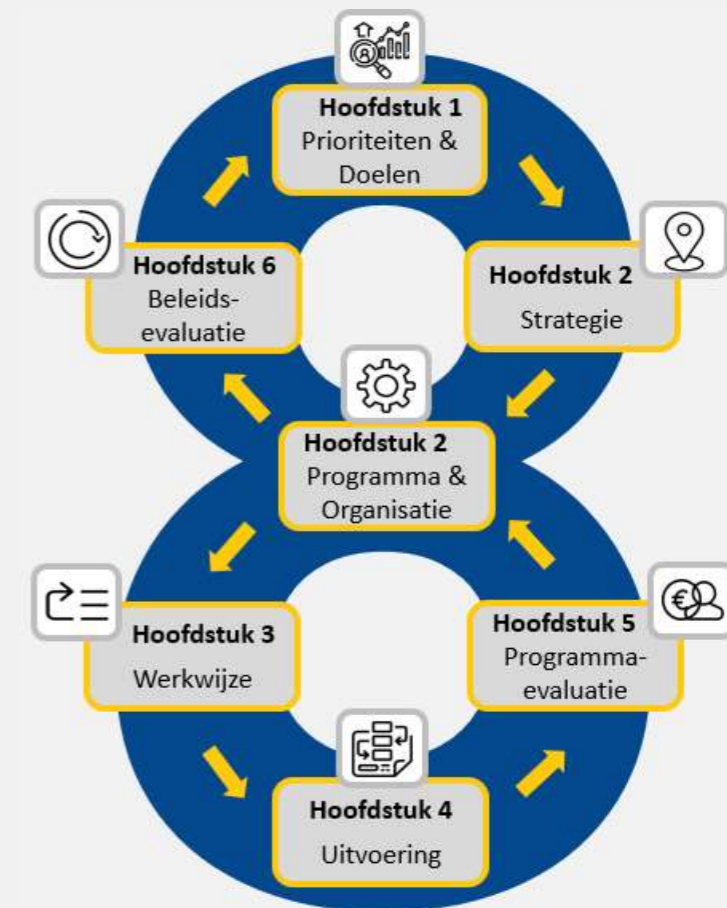 Hoofdstuk 1
Prioriteiten &
Doelen
Hoofdstuk 2
Strategie
Hoofdstuk 2
Programma &
Organisatie
Hoofdstuk 3
Werkwijze
Hoofdstuk 4
Uitvoering
Hoofdstuk 5
Programma-
evaluatie
Hoofdstuk 6
Beleids-
evaluatie
€